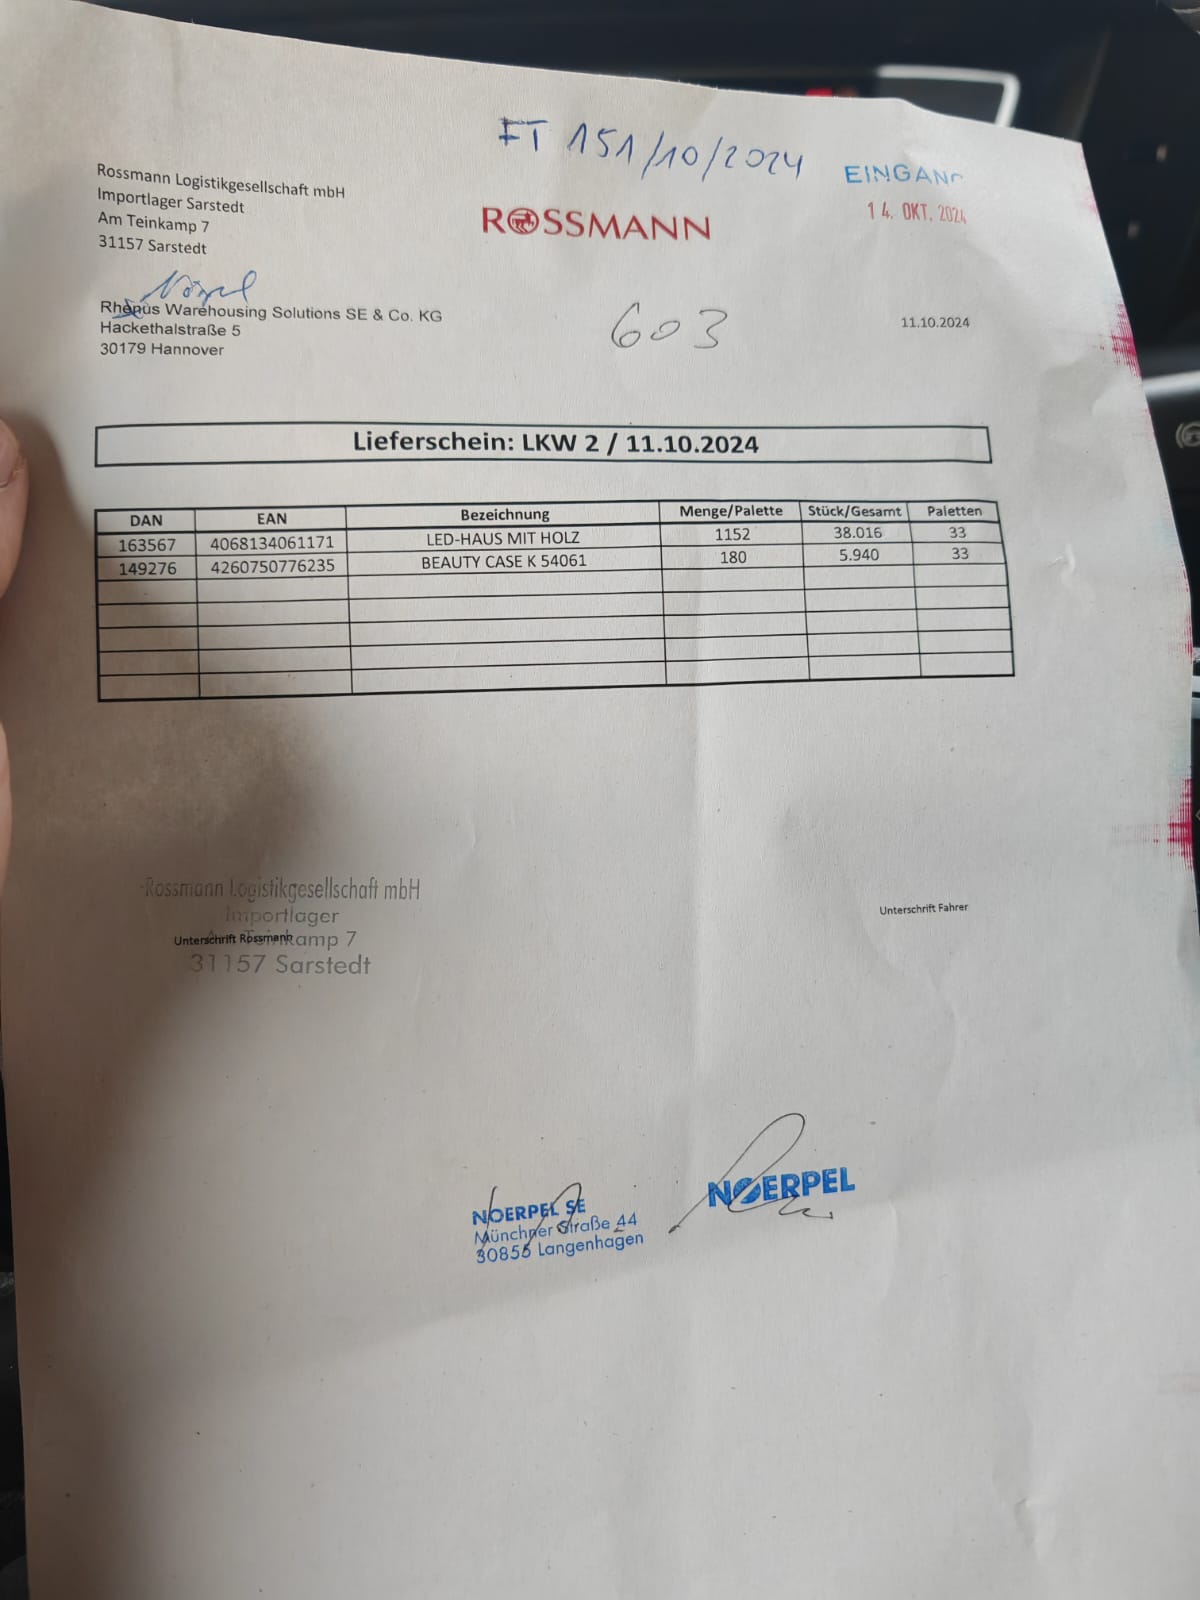 FT 151/10/2024
EINGANG
14. OKT. 2024
Rossmann Logistikgesellschaft mbH
Importlager Sarstedt
Am Teinkamp 7
31157 Sarstedt
ROSSMANN
Rhenus Warehousing Solutions SE & Co. KG
Hackethalstraße 5
30179 Hannover
603
11.10.2024
Lieferschein: LKW 2 / 11.10.2024
DAN EAN Bezeichnung Menge/Palette Stück/Gesamt Paletten
163567 4068134061171 LED-HAUS MIT HOLZ 1152 38.016 33
149276 4260750776235 BEAUTY CASE K 54061 180 5.940 33
Rossmann Logistikgesellschaft mbH
Importlager
Am Teinkamp 7
31157 Sarstedt
Unterschrift Rossmann
Unterschrift Fahrer
NOERPEL SE
Münchner Straße 44
30855 Langenhagen
NOERPEL